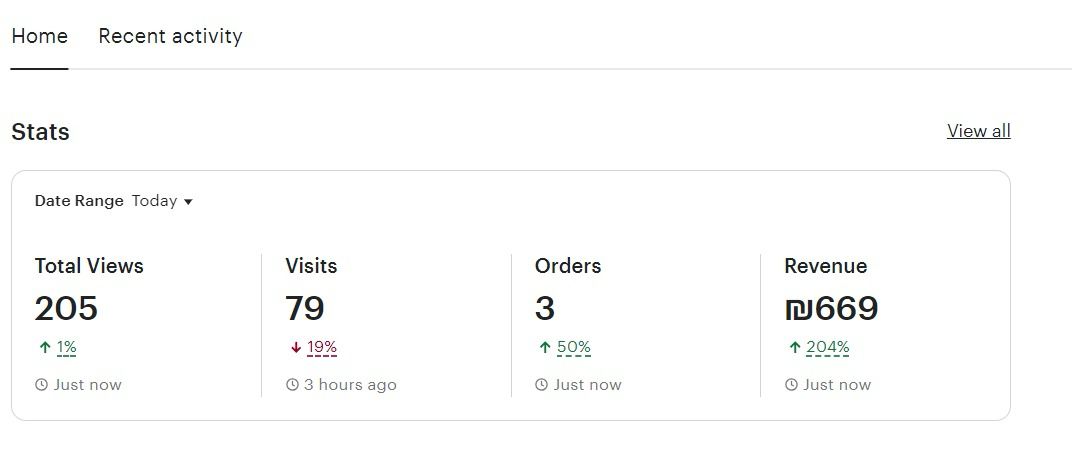 Home Recent activity
Stats View all
Date Range Today
Total Views Visits Orders Revenue
205 79 3 ₪669
1% 19% 50% 204%
Just now 3 hours ago Just now Just now